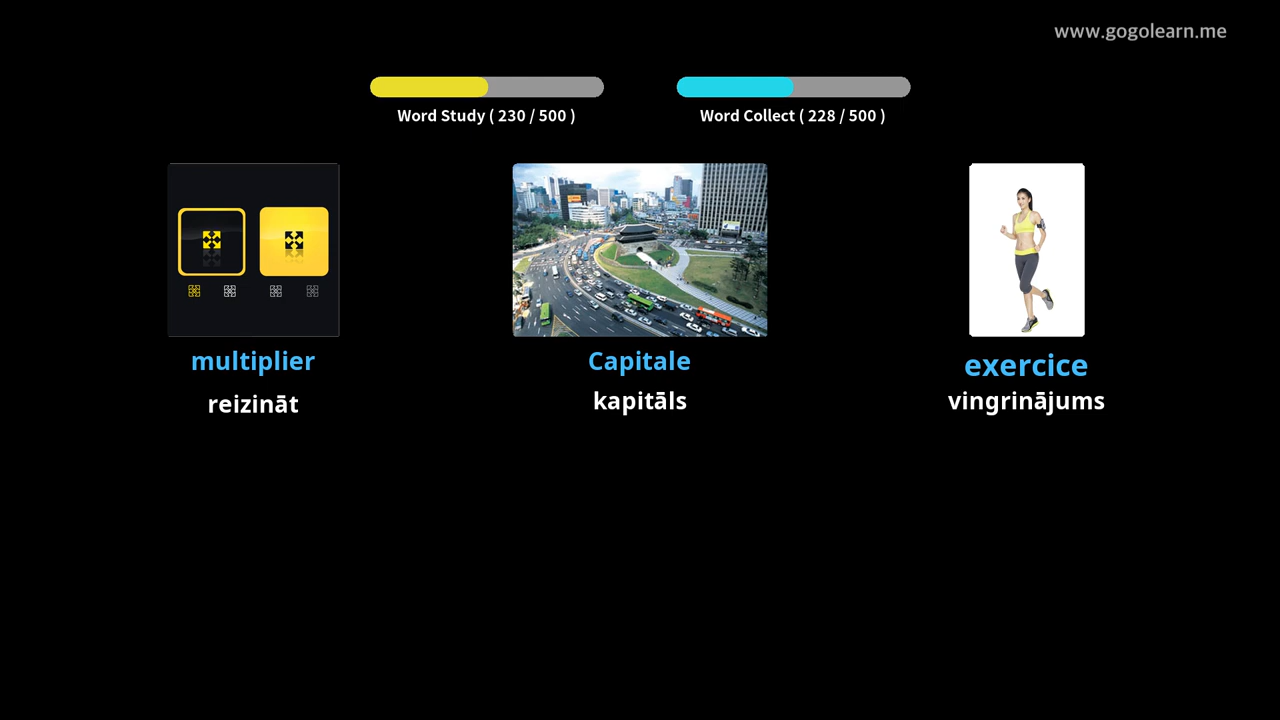 www.gogolearn.me
Word Study ( 230 / 500 )
Word Collect ( 228 / 500 )
multiplier
Capitale
exercice
reizināt
kapitāls
vingrinājums